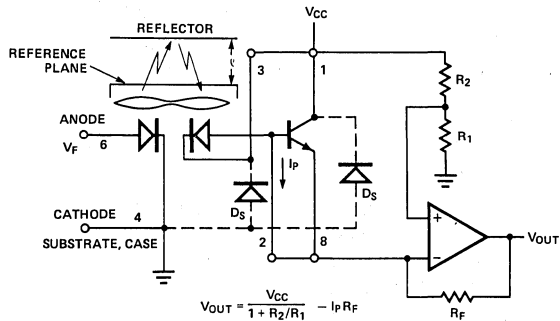 REFLECTOR
VCC
REFERENCE
PLANE
3
1
R2
R1
ANODE
6
VF
IP
DS
DS
CATHODE
4
SUBSTRATE, CASE
2
8
+
−
VOUT
RF
VOUT = VCC / 1 + R2/R1 − IPRF